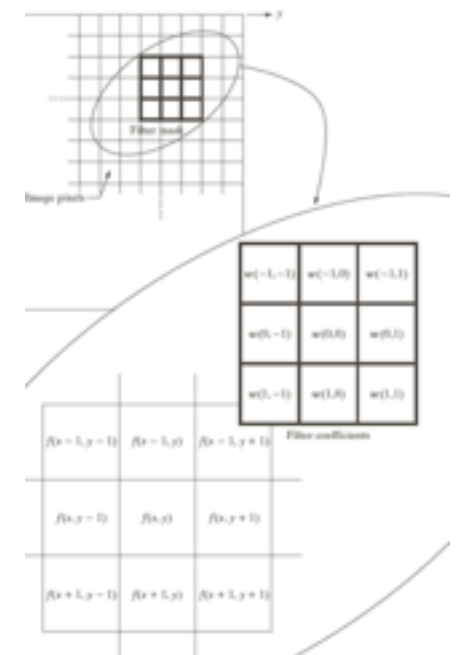 y
Filter mask
Image pixels
w(−1, −1) w(−1,0) w(−1,1)
w(0, −1) w(0,0) w(0,1)
w(1, −1) w(1,0) w(1,1)
Filter coefficients
f(x − 1, y − 1) f(x − 1, y) f(x − 1, y + 1)
f(x, y − 1) f(x, y) f(x, y + 1)
f(x + 1, y − 1) f(x + 1, y) f(x + 1, y + 1)